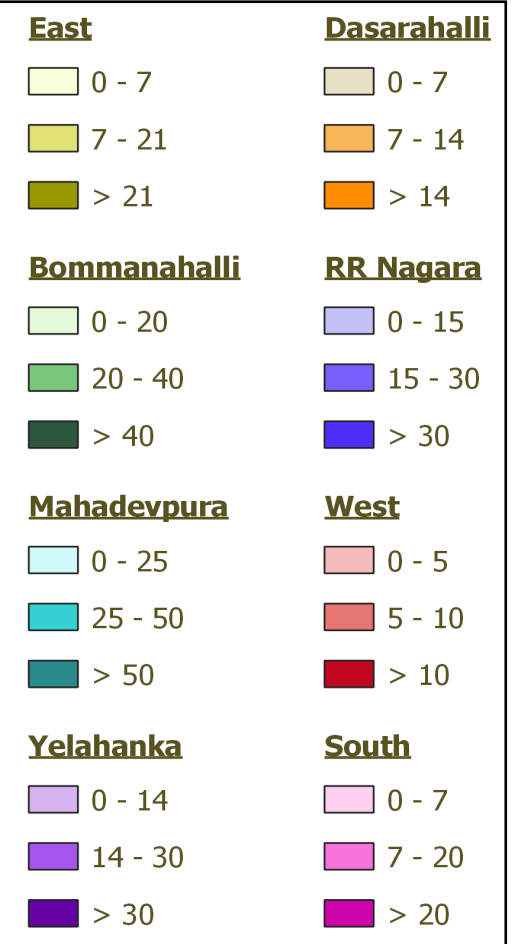 East
0 - 7
7 - 21
> 21
Bommanahalli
0 - 20
20 - 40
> 40
Mahadevpura
0 - 25
25 - 50
> 50
Yelahanka
0 - 14
14 - 30
> 30
Dasarahalli
0 - 7
7 - 14
> 14
RR Nagara
0 - 15
15 - 30
> 30
West
0 - 5
5 - 10
> 10
South
0 - 7
7 - 20
> 20